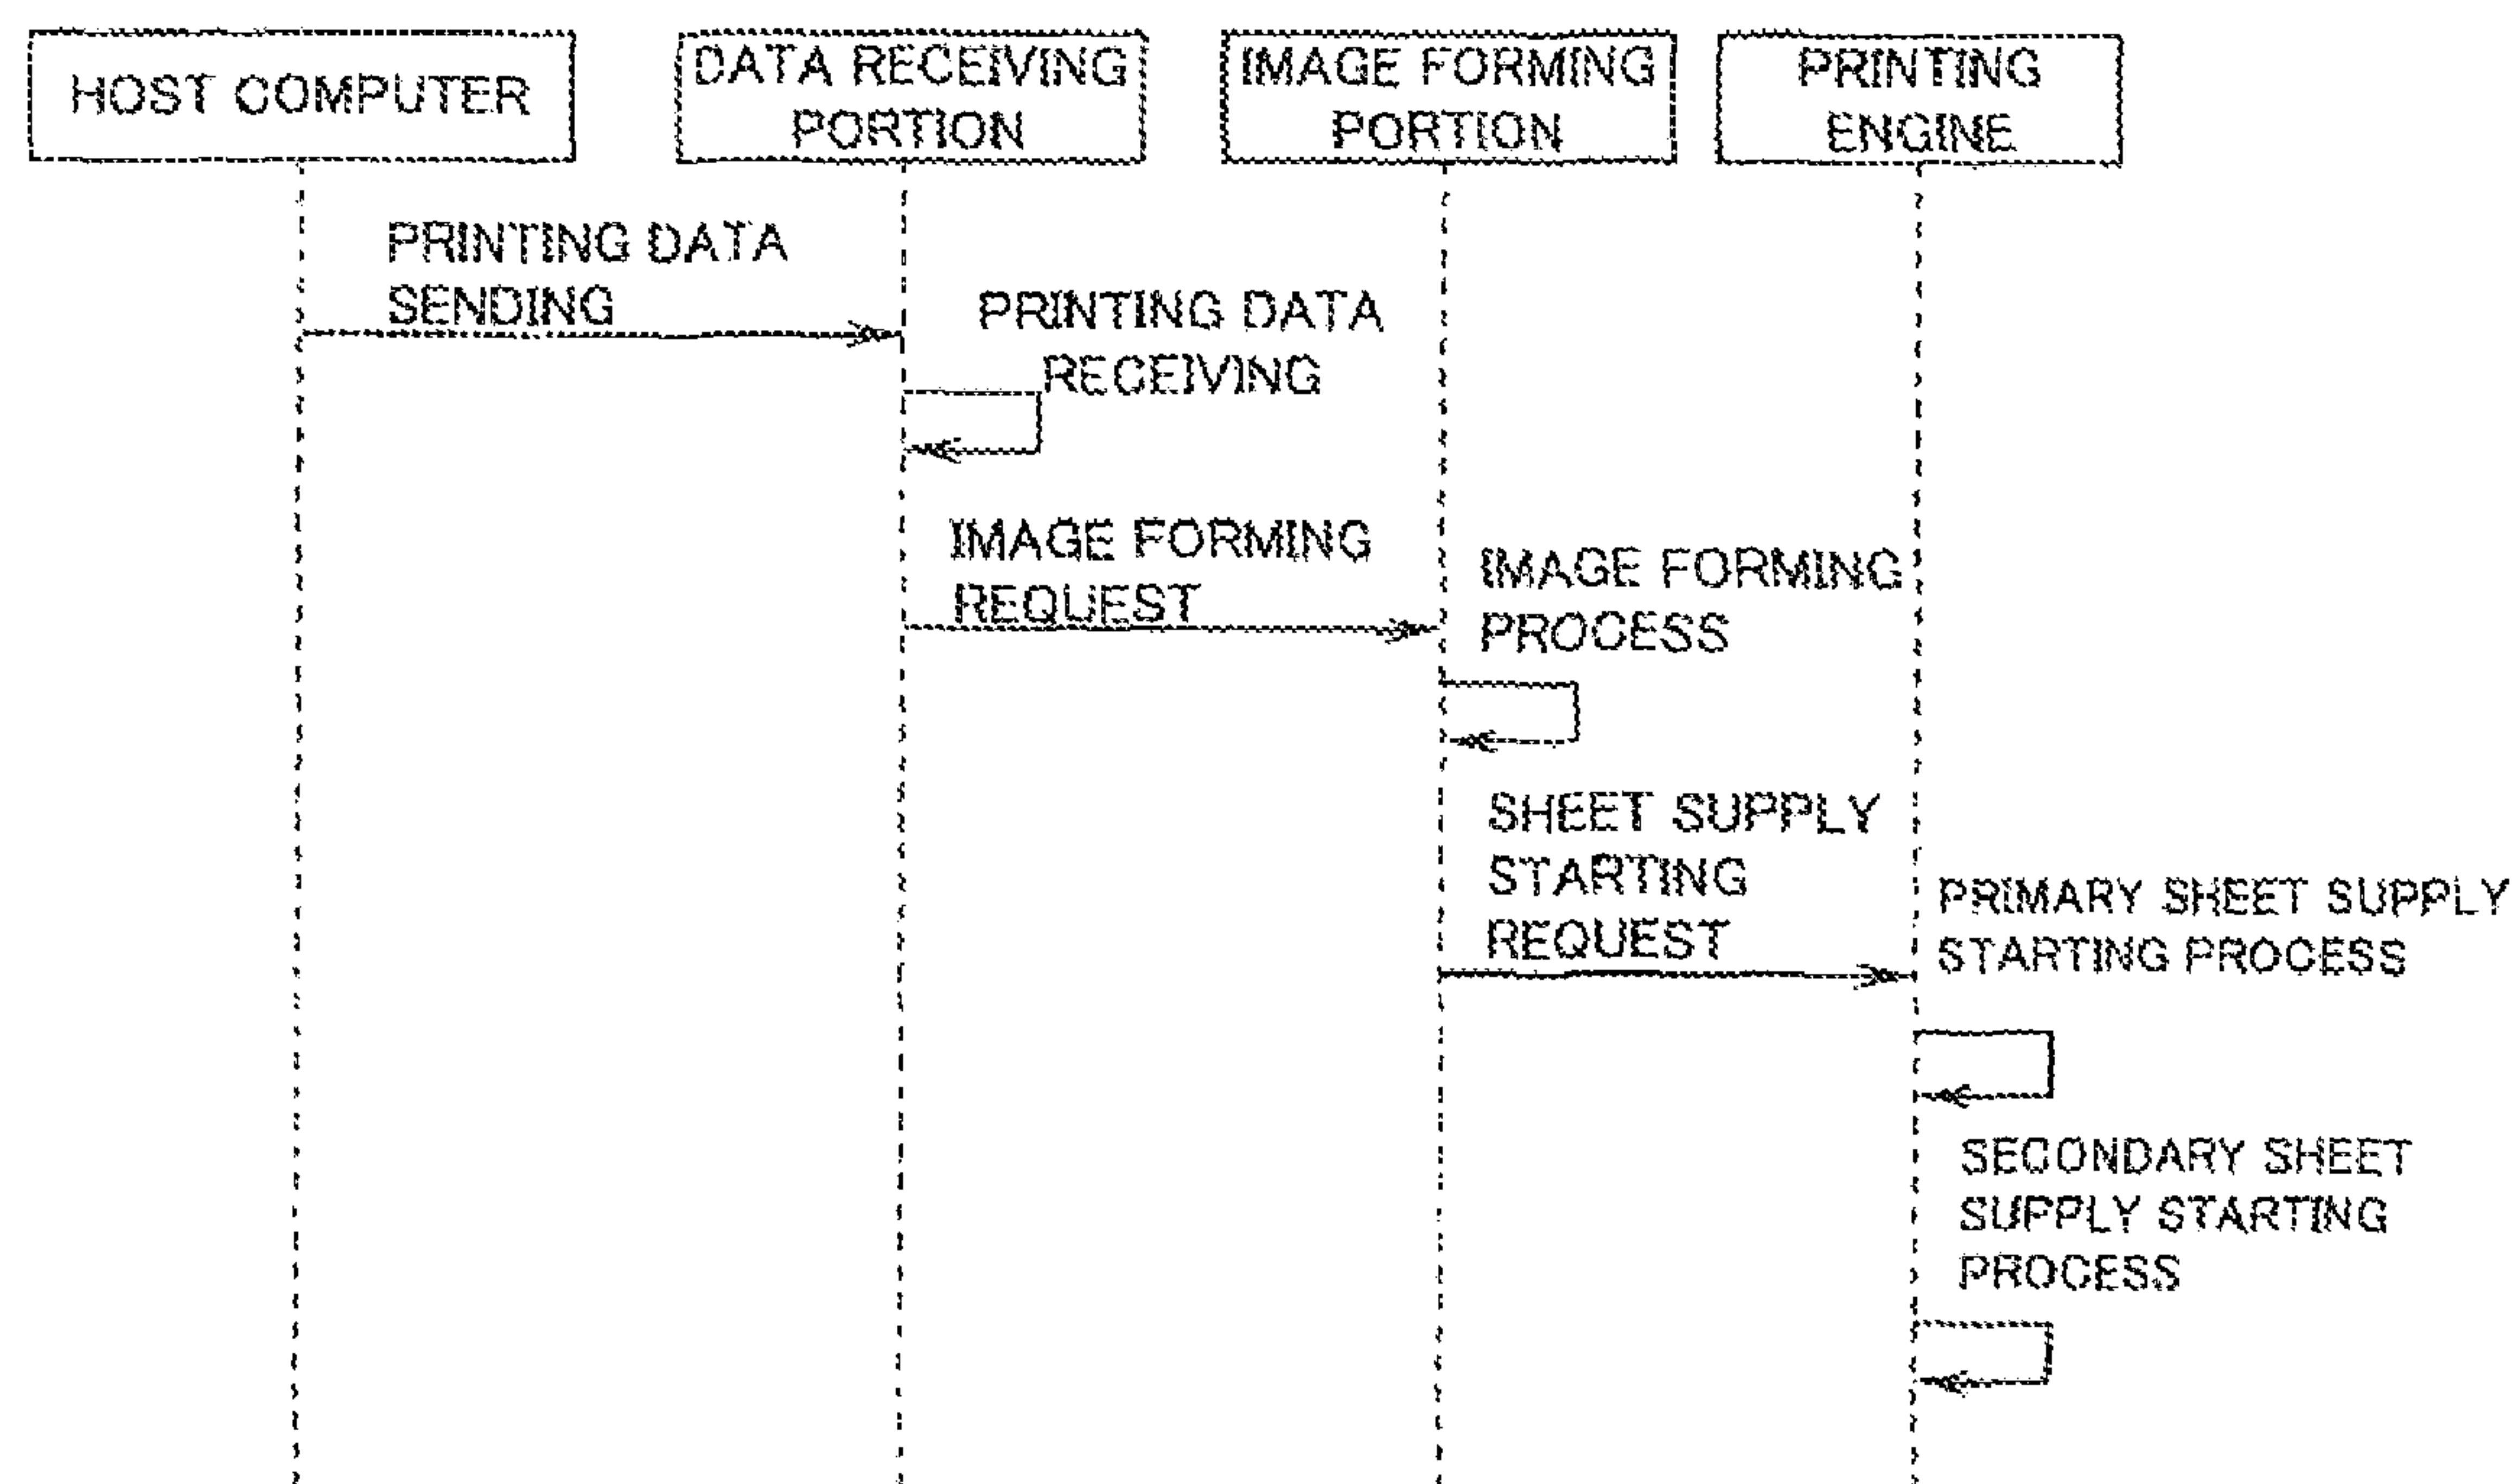 HOST COMPUTER
DATA RECEIVING
PORTION
IMAGE FORMING
PORTION
PRINTING
ENGINE
PRINTING DATA
SENDING
PRINTING DATA
RECEIVING
IMAGE FORMING
REQUEST
IMAGE FORMING
PROCESS
SHEET SUPPLY
STARTING
REQUEST
PRIMARY SHEET SUPPLY
STARTING PROCESS
SECONDARY SHEET
SUPPLY STARTING
PROCESS